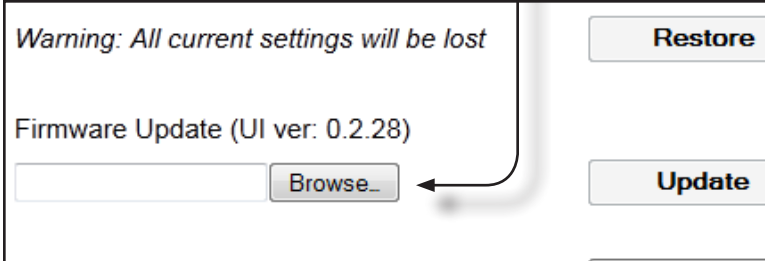 Warning: All current settings will be lost
Restore
Firmware Update (UI ver: 0.2.28)
Browse..
Update